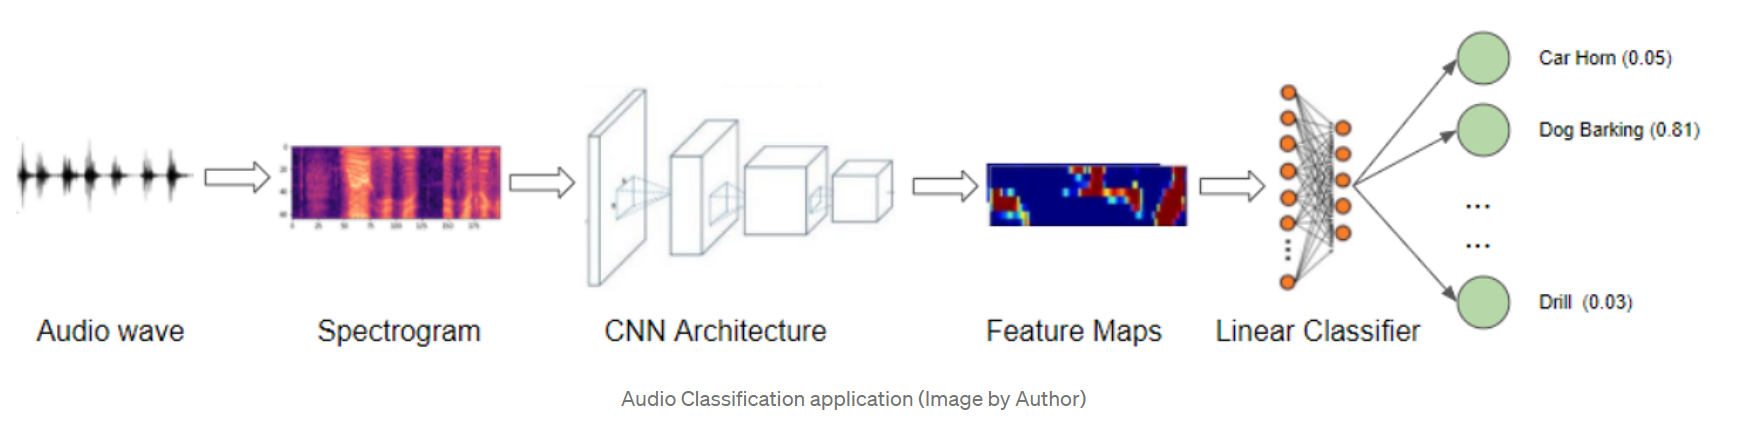 Car Horn (0.05)
Dog Barking (0.81)
...
...
Drill (0.03)
Audio wave
Spectrogram
CNN Architecture
Feature Maps
Linear Classifier
Audio Classification application (Image by Author)